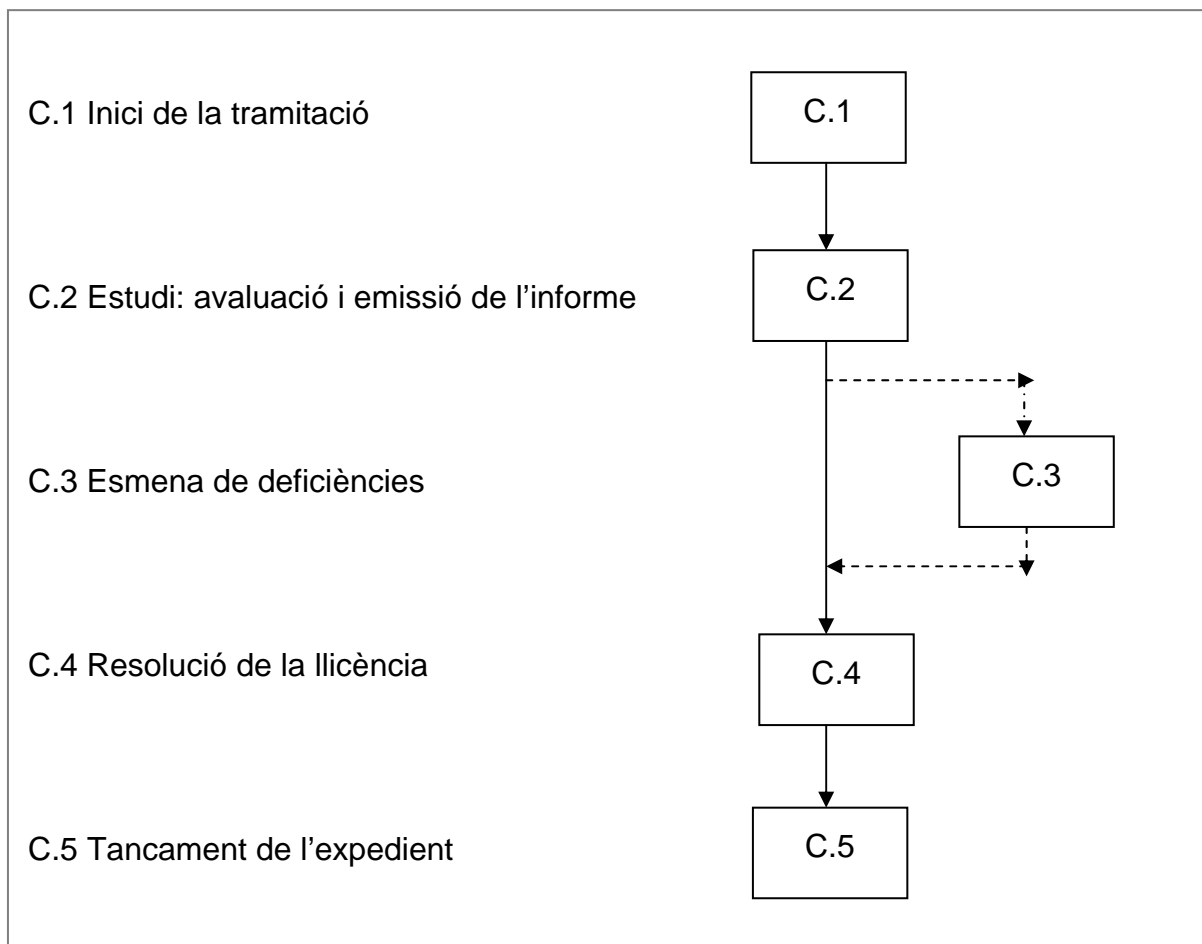 C.1 Inici de la tramitació
C.1
C.2 Estudi: avaluació i emissió de l’informe
C.2
C.3 Esmena de deficiències
C.3
C.4 Resolució de la llicència
C.4
C.5 Tancament de l’expedient
C.5